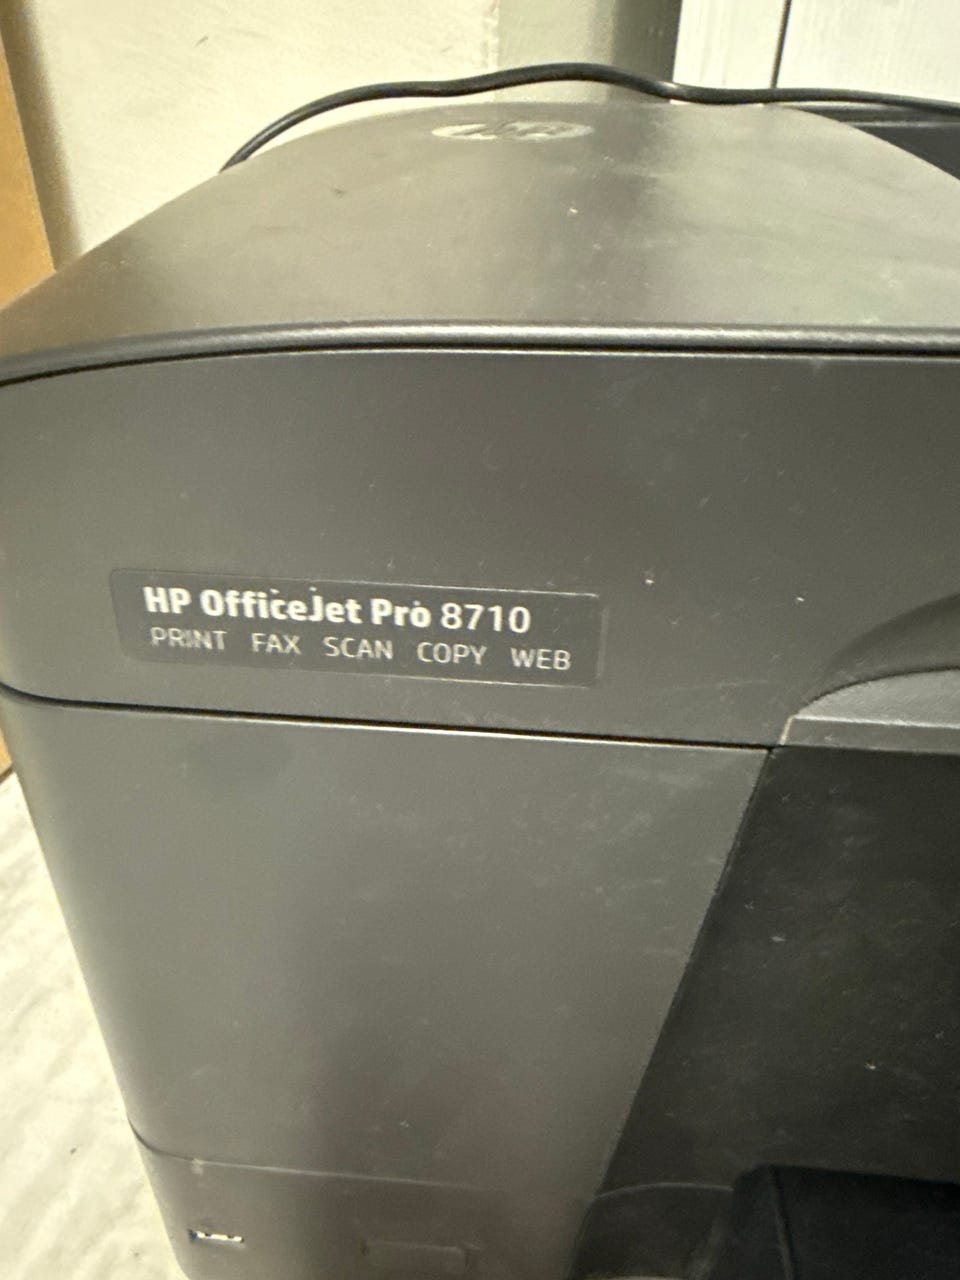 HP OfficeJet Pro 8710
PRINT FAX SCAN COPY WEB